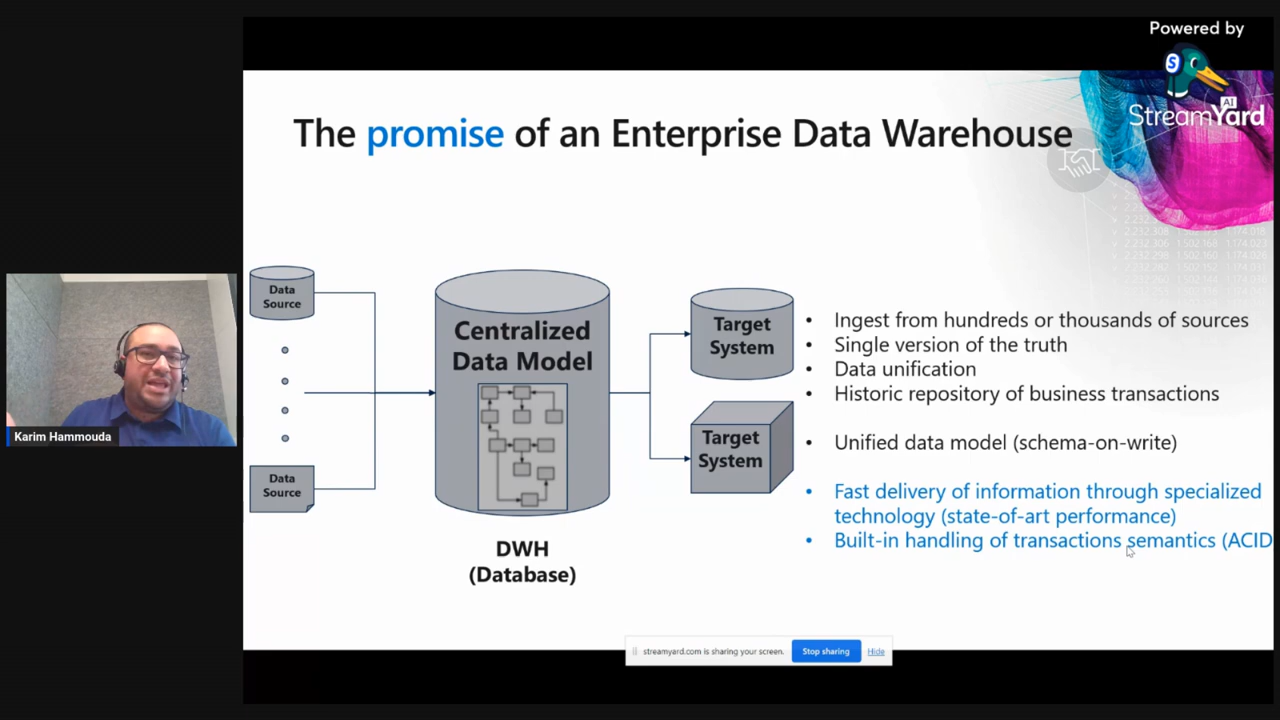 Powered by
S
AI
StreamYard
The promise of an Enterprise Data Warehouse
Data
Source
Data
Source
Centralized
Data Model
DWH
(Database)
Target
System
Target
System
• Ingest from hundreds or thousands of sources
• Single version of the truth
• Data unification
• Historic repository of business transactions
• Unified data model (schema-on-write)
• Fast delivery of information through specialized
technology (state-of-art performance)
• Built-in handling of transactions semantics (ACID
Karim Hammouda
streamyard.com is sharing your screen.
Stop sharing
Hide